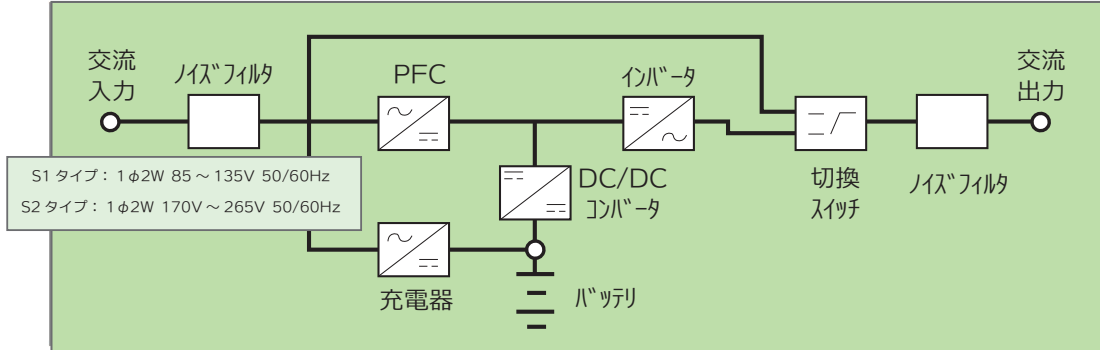 交流
入力
ノイズフィルタ
PFC
インバータ
交流
出力
S1 タイプ： 1φ2W 85～135V 50/60Hz
S2 タイプ： 1φ2W 170V～265V 50/60Hz
DC/DC
コンバータ
切換
スイッチ
ノイズフィルタ
充電器
バッテリ